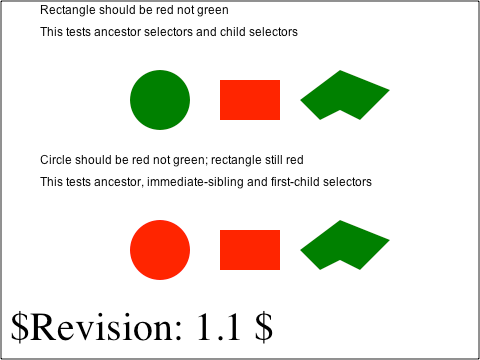 Rectangle should be red not green
This tests ancestor selectors and child selectors
Circle should be red not green; rectangle still red
This tests ancestor, immediate-sibling and first-child selectors
$Revision: 1.1 $